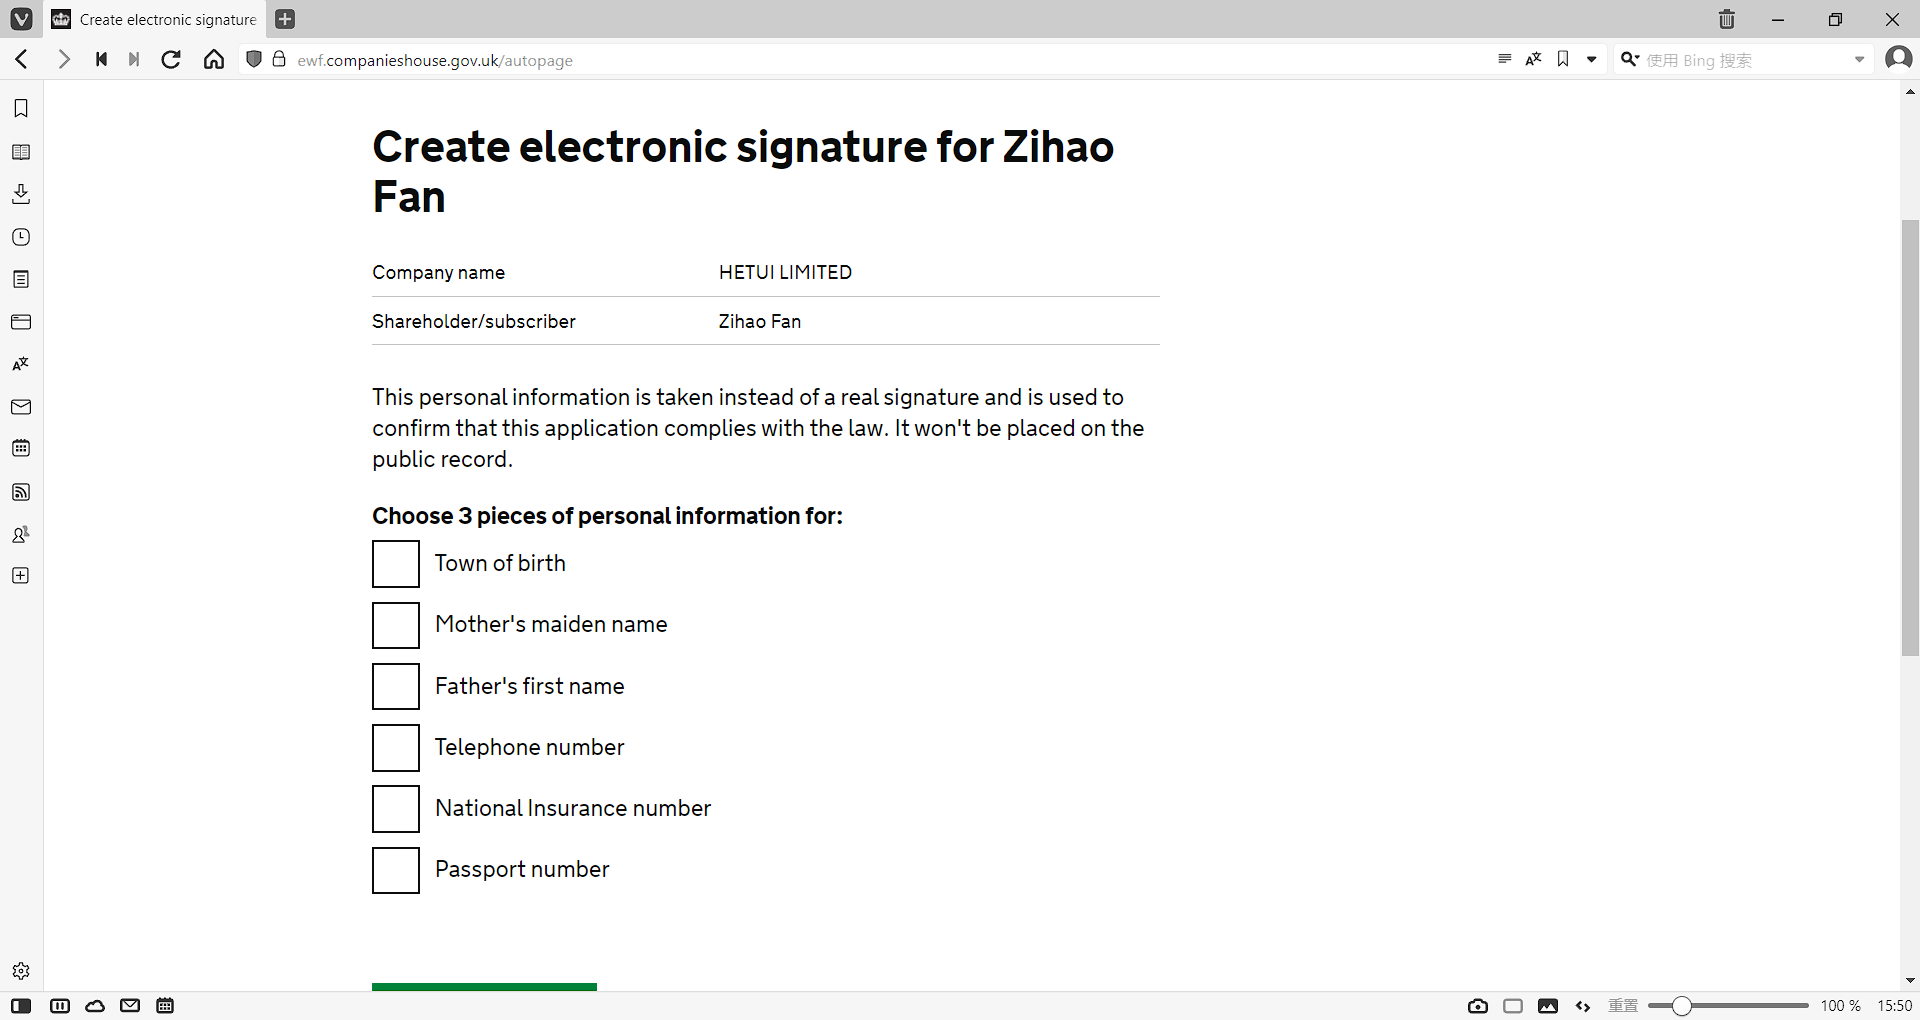 Create electronic signature
ewf.companieshouse.gov.uk/autopage
使用 Bing 搜索
Create electronic signature for Zihao
Fan
Company name HETUI LIMITED
Shareholder/subscriber Zihao Fan
This personal information is taken instead of a real signature and is used to
confirm that this application complies with the law. It won't be placed on the
public record.
Choose 3 pieces of personal information for:
Town of birth
Mother's maiden name
Father's first name
Telephone number
National Insurance number
Passport number
重置 100 % 15:50